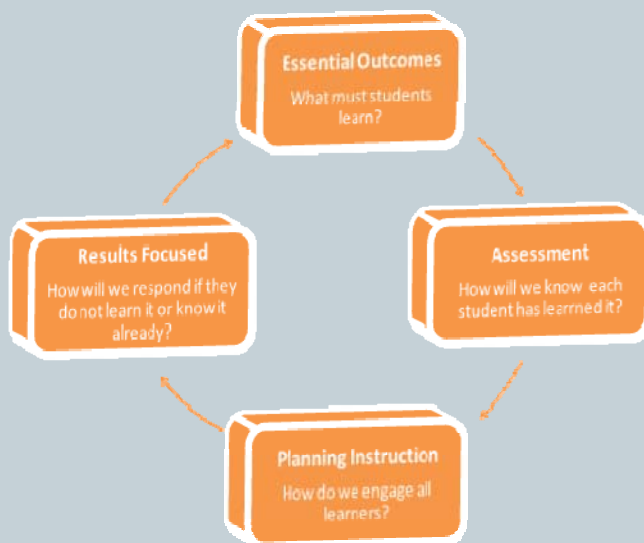 Essential Outcomes
What must students
learn?
Assessment
How will we know each
student has learned it?
Planning Instruction
How do we engage all
learners?
Results Focused
How will we respond if they
do not learn it or know it
already?